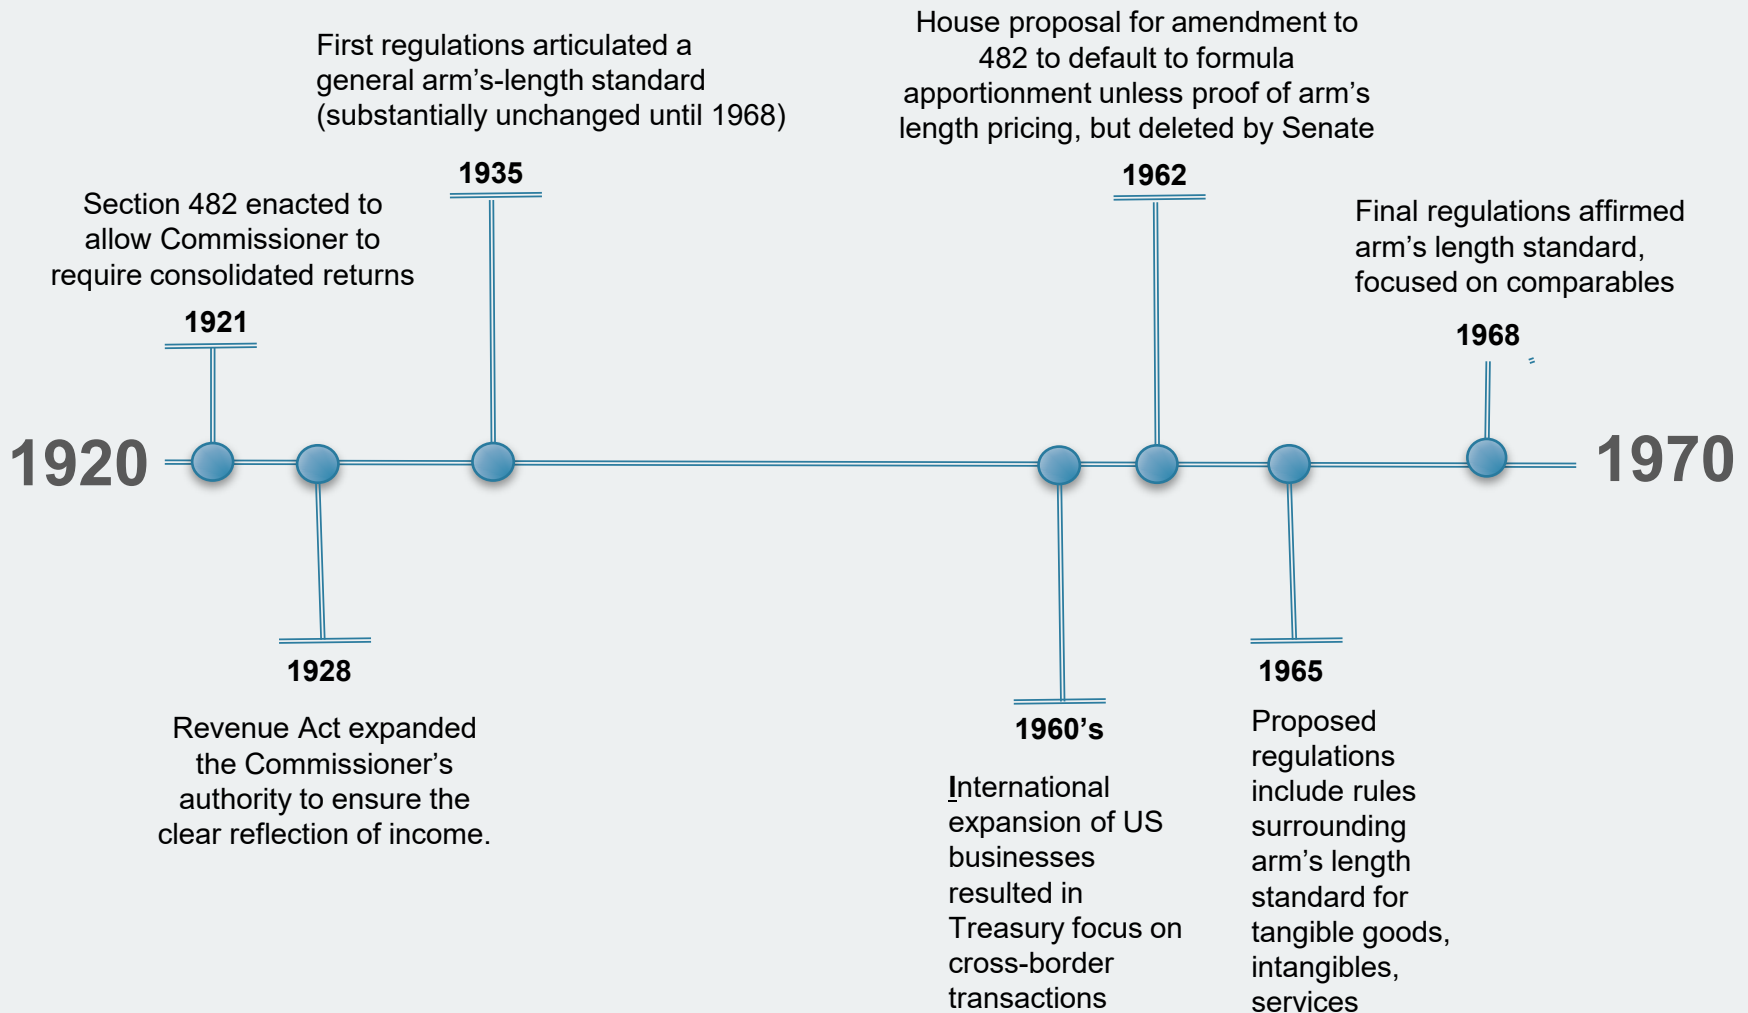 First regulations articulated a
general arm's-length standard
(substantially unchanged until 1968)
1935
House proposal for amendment to
482 to default to formula
apportionment unless proof of arm's
length pricing, but deleted by Senate
1962
Section 482 enacted to
allow Commissioner to
require consolidated returns
1921
Final regulations affirmed
arm's length standard,
focused on comparables
1968
1920
1970
1928
Revenue Act expanded
the Commissioner's
authority to ensure the
clear reflection of income.
1960's
International
expansion of US
businesses
resulted in
Treasury focus on
cross-border
transactions
1965
Proposed
regulations
include rules
surrounding
arm's length
standard for
tangible goods,
intangibles,
services